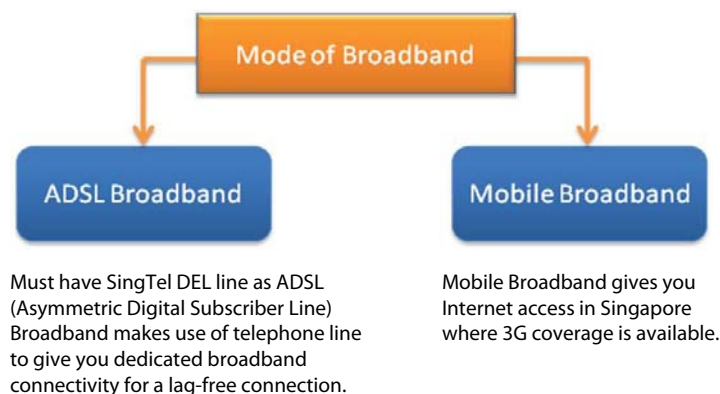 Mode of Broadband
ADSL Broadband
Mobile Broadband
Must have SingTel DEL line as ADSL
(Asymmetric Digital Subscriber Line)
Broadband makes use of telephone line
to give you dedicated broadband
connectivity for a lag-free connection.
Mobile Broadband gives you
Internet access in Singapore
where 3G coverage is available.